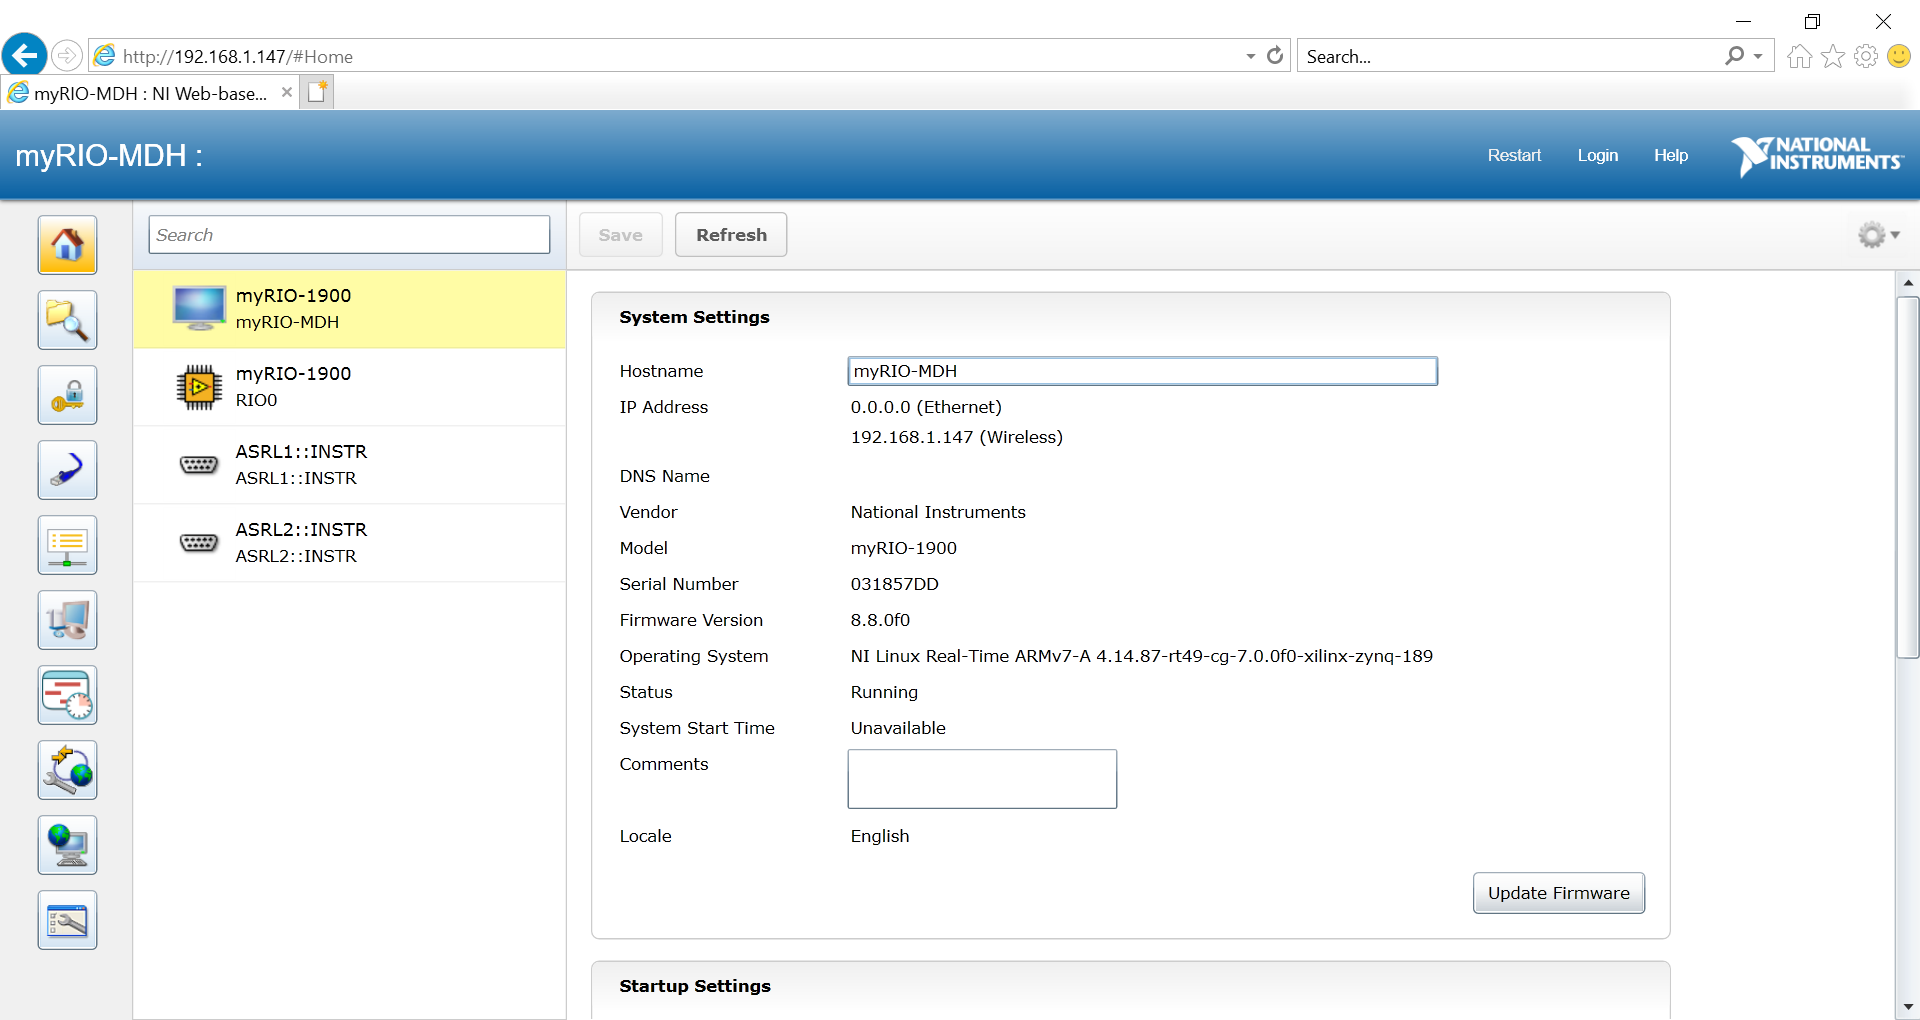 http://192.168.1.147/#Home
Search...
myRIO-MDH : NI Web-base...
myRIO-MDH :
Restart
Login
Help
NATIONAL
INSTRUMENTS
Search
Save
Refresh
myRIO-1900
myRIO-MDH
myRIO-1900
RIO0
ASRL1::INSTR
ASRL1::INSTR
ASRL2::INSTR
ASRL2::INSTR
System Settings
Hostname myRIO-MDH
IP Address 0.0.0.0 (Ethernet)
192.168.1.147 (Wireless)
DNS Name
Vendor National Instruments
Model myRIO-1900
Serial Number 031857DD
Firmware Version 8.8.0f0
Operating System NI Linux Real-Time ARMv7-A 4.14.87-rt49-cg-7.0.0f0-xilinx-zynq-189
Status Running
System Start Time Unavailable
Comments
Locale English
Update Firmware
Startup Settings